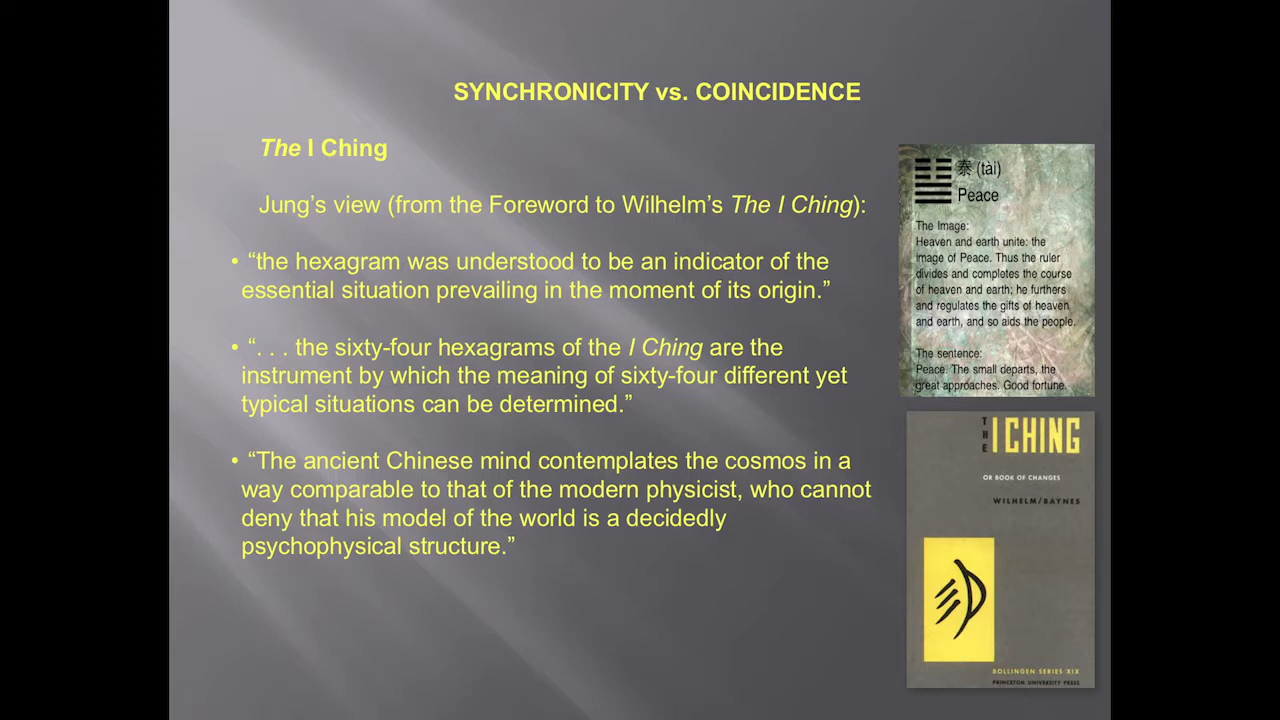 SYNCHRONICITY vs. COINCIDENCE
The I Ching
Jung’s view (from the Foreword to Wilhelm’s The I Ching):
• “the hexagram was understood to be an indicator of the
essential situation prevailing in the moment of its origin.”
• “. . . the sixty-four hexagrams of the I Ching are the
instrument by which the meaning of sixty-four different yet
typical situations can be determined.”
• “The ancient Chinese mind contemplates the cosmos in a
way comparable to that of the modern physicist, who cannot
deny that his model of the world is a decidedly
psychophysical structure.”
泰 (tài)
Peace
The Image:
Heaven and earth unite: the
image of Peace. Thus the ruler
divides and completes the course
of heaven and earth; he furthers
and regulates the gifts of heaven
and earth, and so aids the people.
The sentence:
Peace. The small departs, the
great approaches. Good fortune.
THE I CHING
OR BOOK OF CHANGES
WILHELM/BAYNES
BOLLINGEN SERIES XIX
PRINCETON UNIVERSITY PRESS